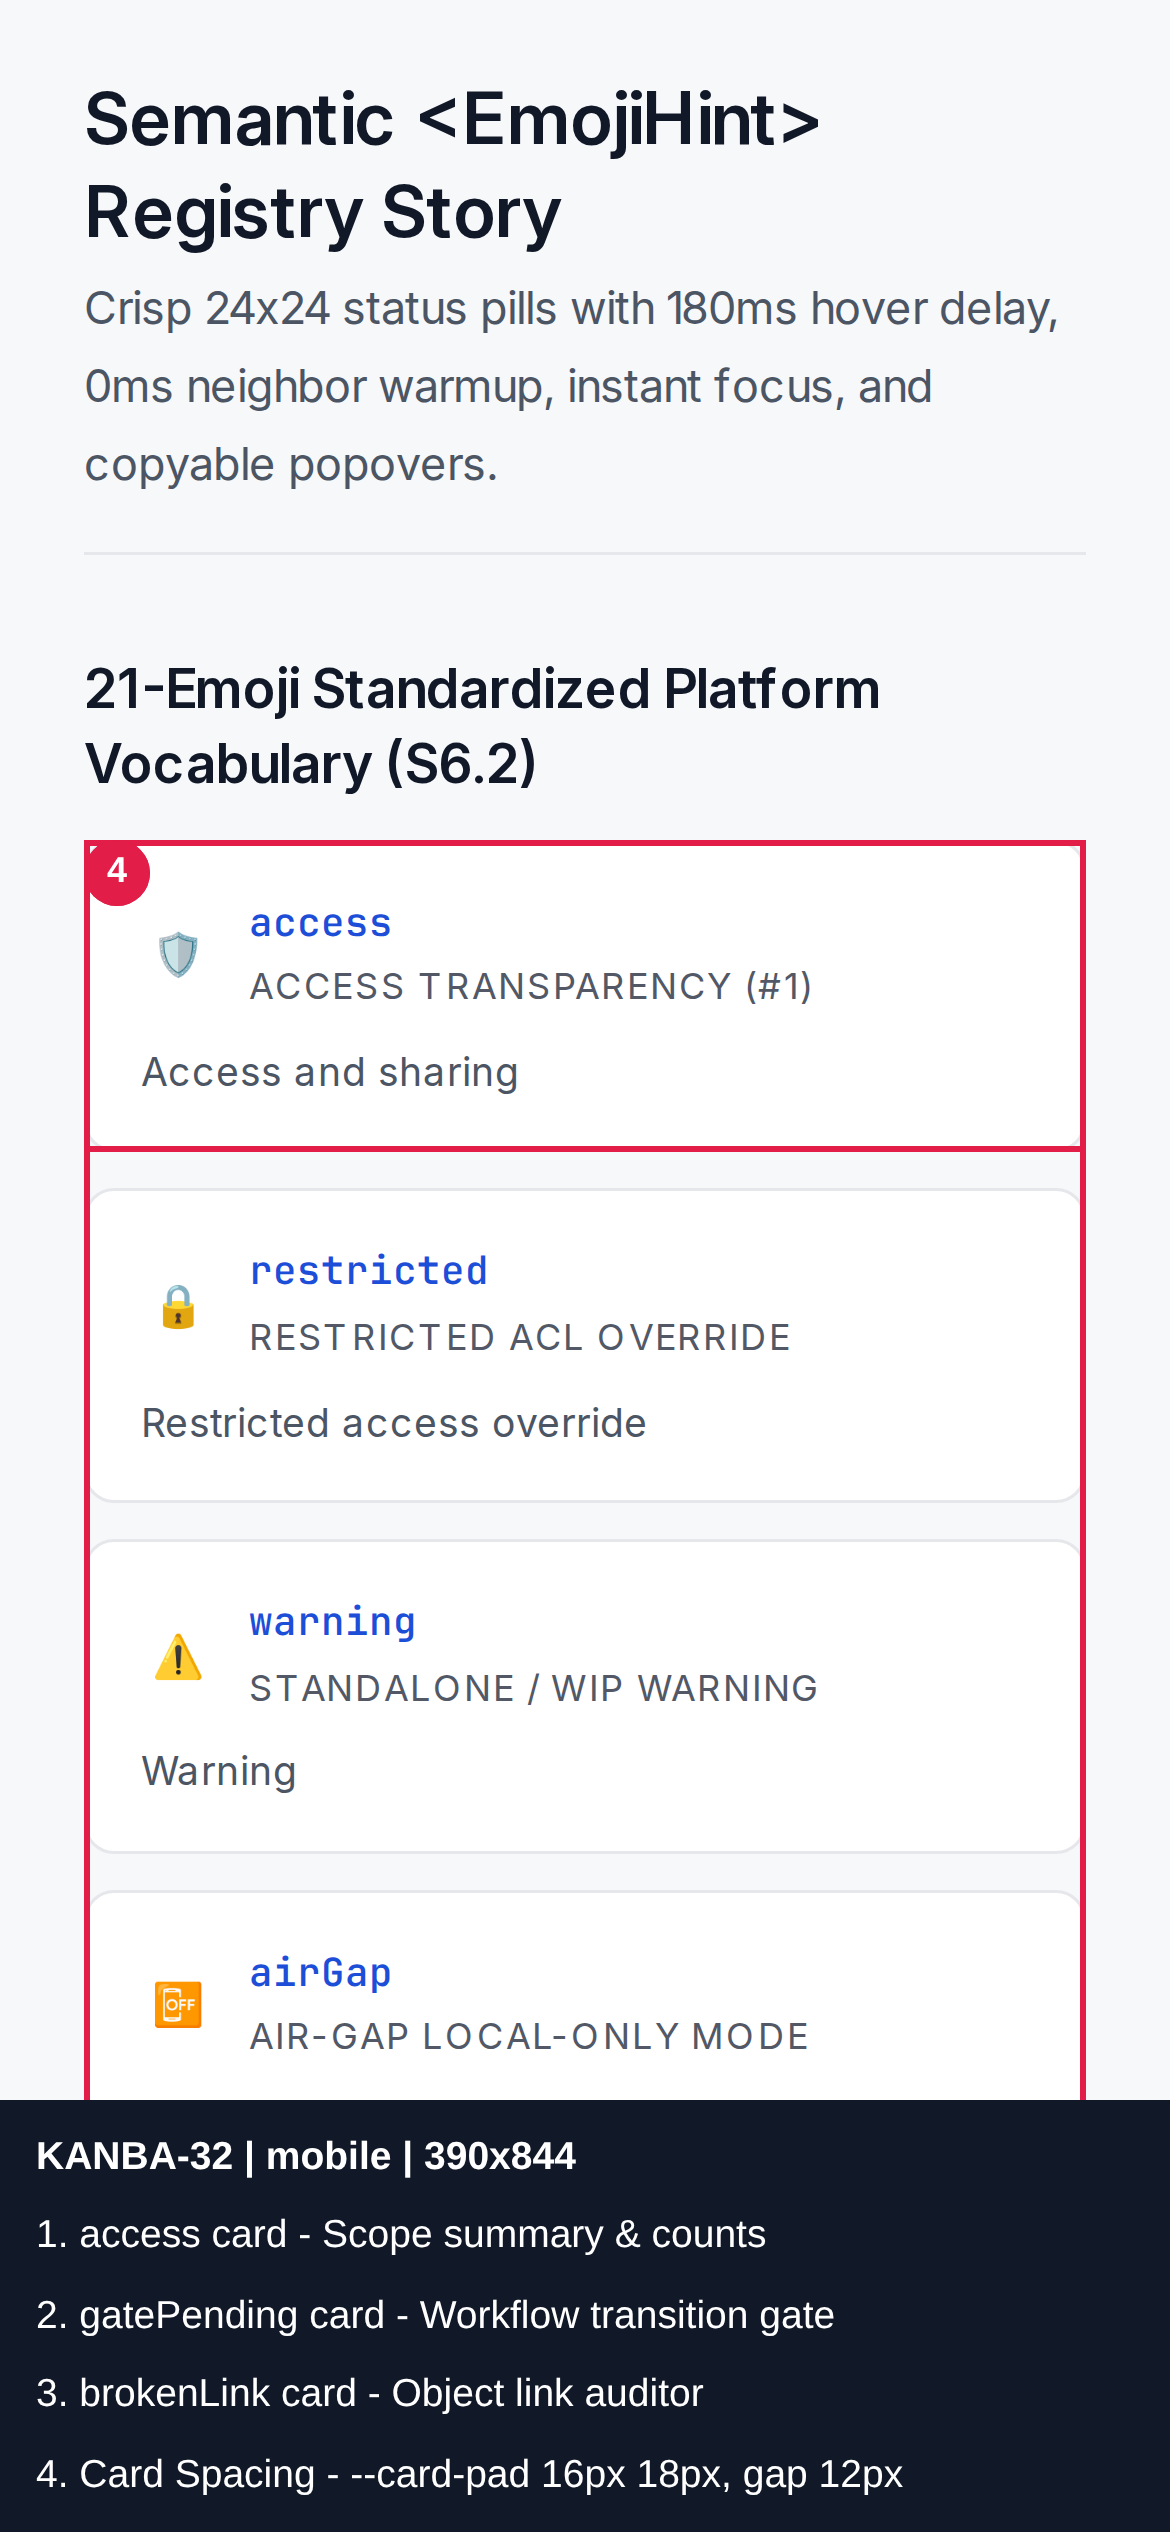 Semantic <EmojiHint>
Registry Story
Crisp 24x24 status pills with 180ms hover delay,
0ms neighbor warmup, instant focus, and
copyable popovers.
21-Emoji Standardized Platform
Vocabulary (S6.2)
4
access
ACCESS TRANSPARENCY (#1)
Access and sharing
restricted
RESTRICTED ACL OVERRIDE
Restricted access override
warning
STANDALONE / WIP WARNING
Warning
airGap
OFF
AIR-GAP LOCAL-ONLY MODE
KANBA-32 | mobile | 390x844
1. access card - Scope summary & counts
2. gatePending card - Workflow transition gate
3. brokenLink card - Object link auditor
4. Card Spacing - --card-pad 16px 18px, gap 12px